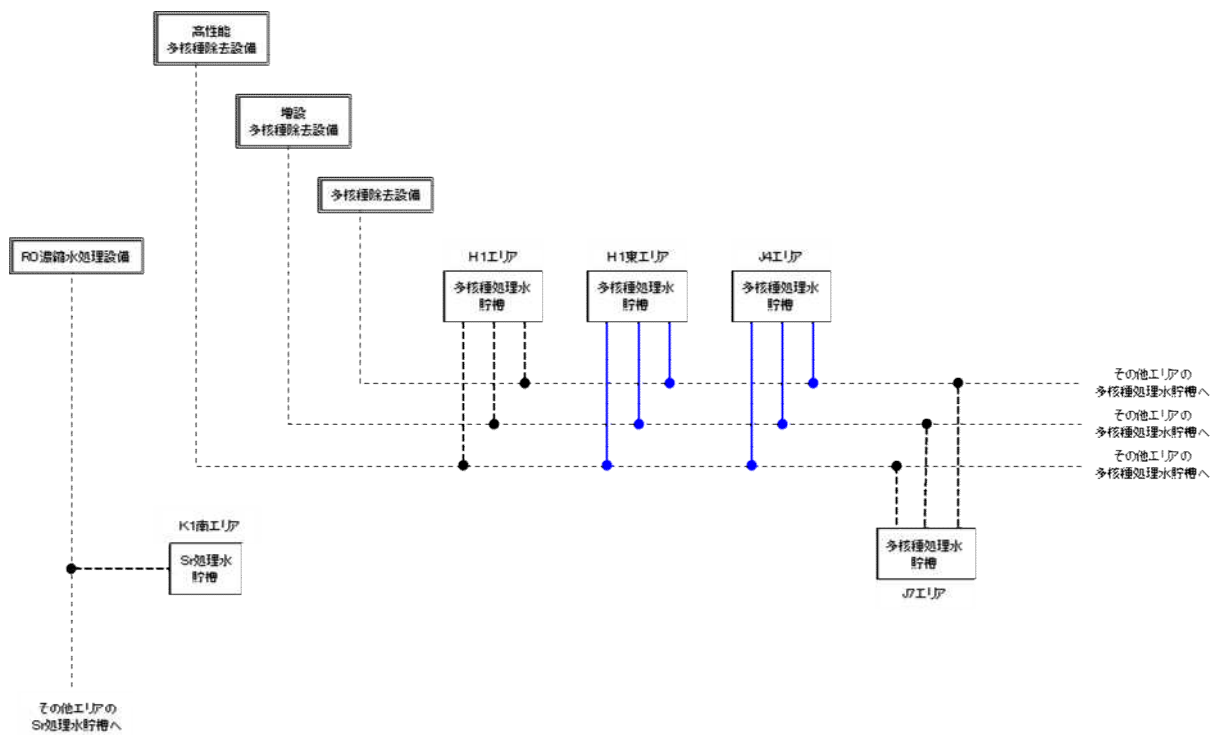 高性能
多核種除去設備
増設
多核種除去設備
多核種除去設備
RO濃縮水処理設備
H1エリア
多核種処理水
貯槽
H1東エリア
多核種処理水
貯槽
J4エリア
多核種処理水
貯槽
その他エリアの
多核種処理水貯槽へ
その他エリアの
多核種処理水貯槽へ
その他エリアの
多核種処理水貯槽へ
K1南エリア
Sr処理水
貯槽
多核種処理水
貯槽
J7エリア
その他エリアの
Sr処理水貯槽へ